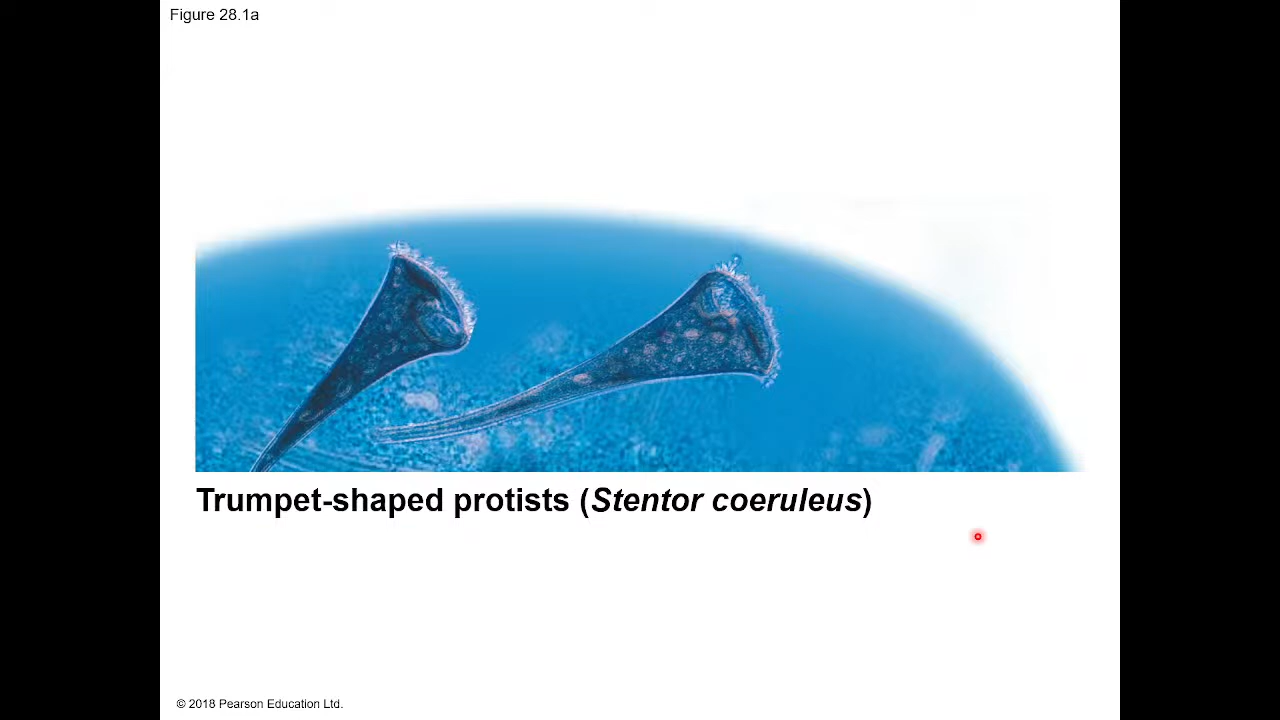 Figure 28.1a
Trumpet-shaped protists (Stentor coeruleus)
© 2018 Pearson Education Ltd.